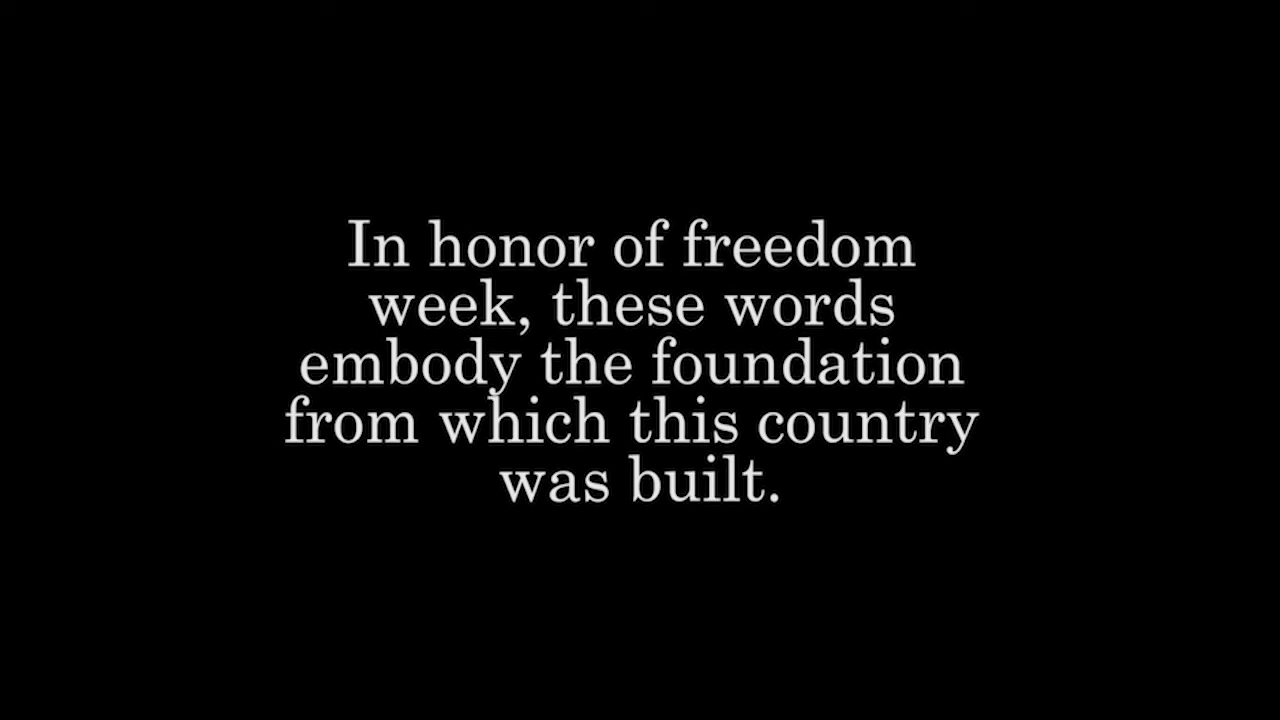 In honor of freedom
week, these words
embody the foundation
from which this country
was built.